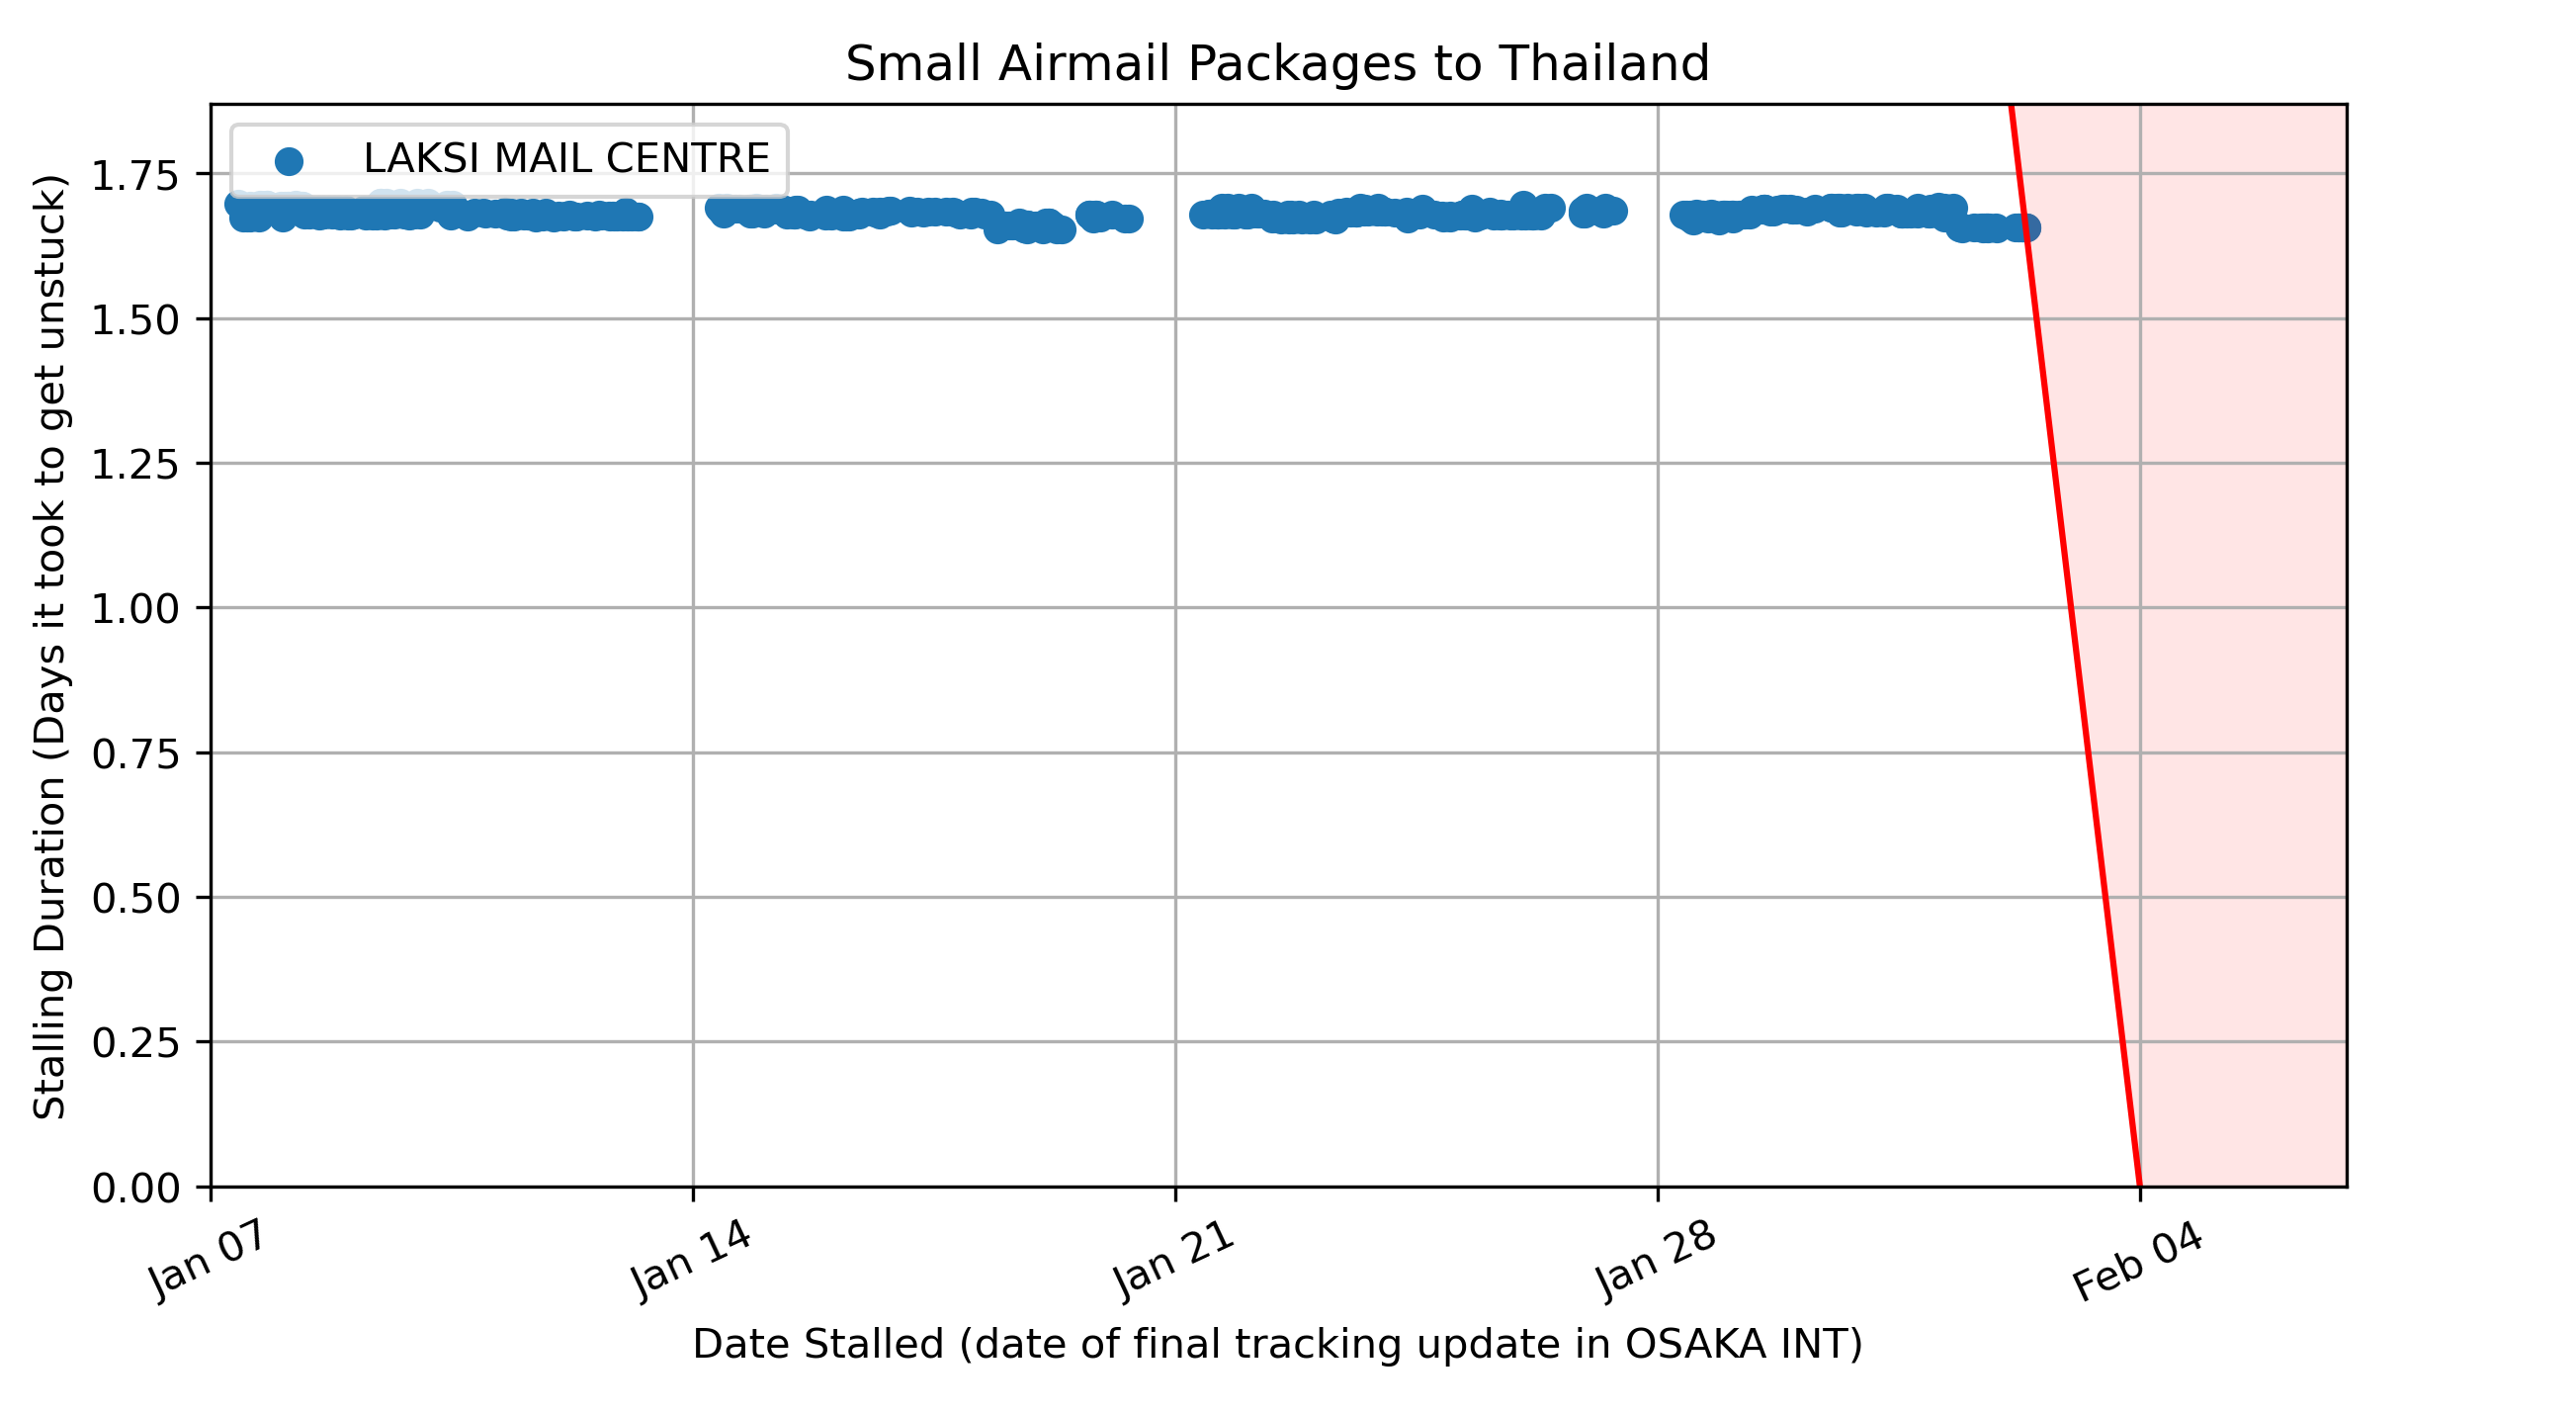 Small Airmail Packages to Thailand
LAKSI MAIL CENTRE
Stalling Duration (Days it took to get unstuck)
1.75
1.50
1.25
1.00
0.75
0.50
0.25
0.00
Jan 07
Jan 14
Jan 21
Jan 28
Feb 04
Date Stalled (date of final tracking update in OSAKA INT)